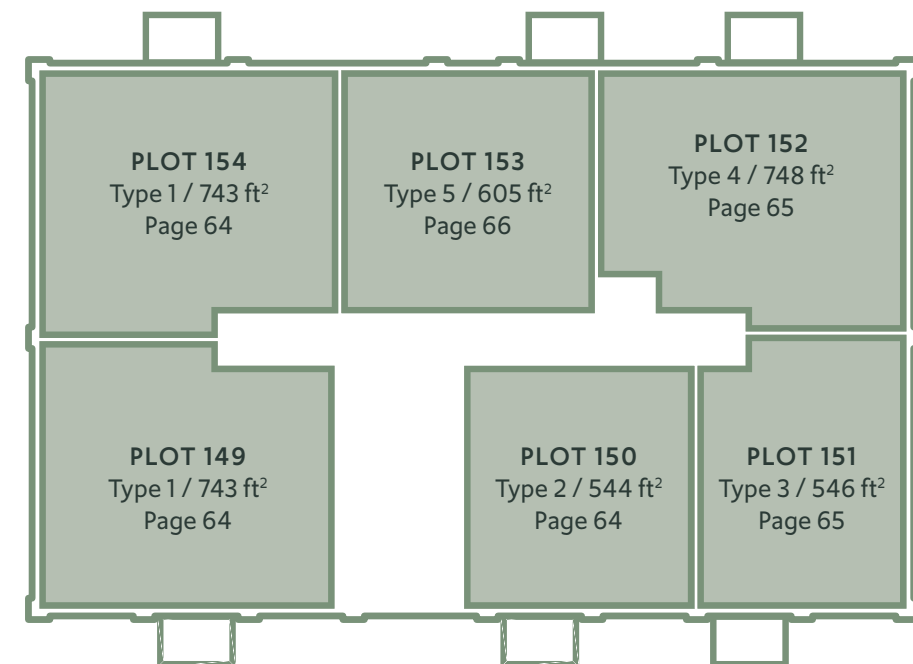 PLOT 154
Type 1 / 743 ft²
Page 64
PLOT 153
Type 5 / 605 ft²
Page 66
PLOT 152
Type 4 / 748 ft²
Page 65
PLOT 149
Type 1 / 743 ft²
Page 64
PLOT 150
Type 2 / 544 ft²
Page 64
PLOT 151
Type 3 / 546 ft²
Page 65